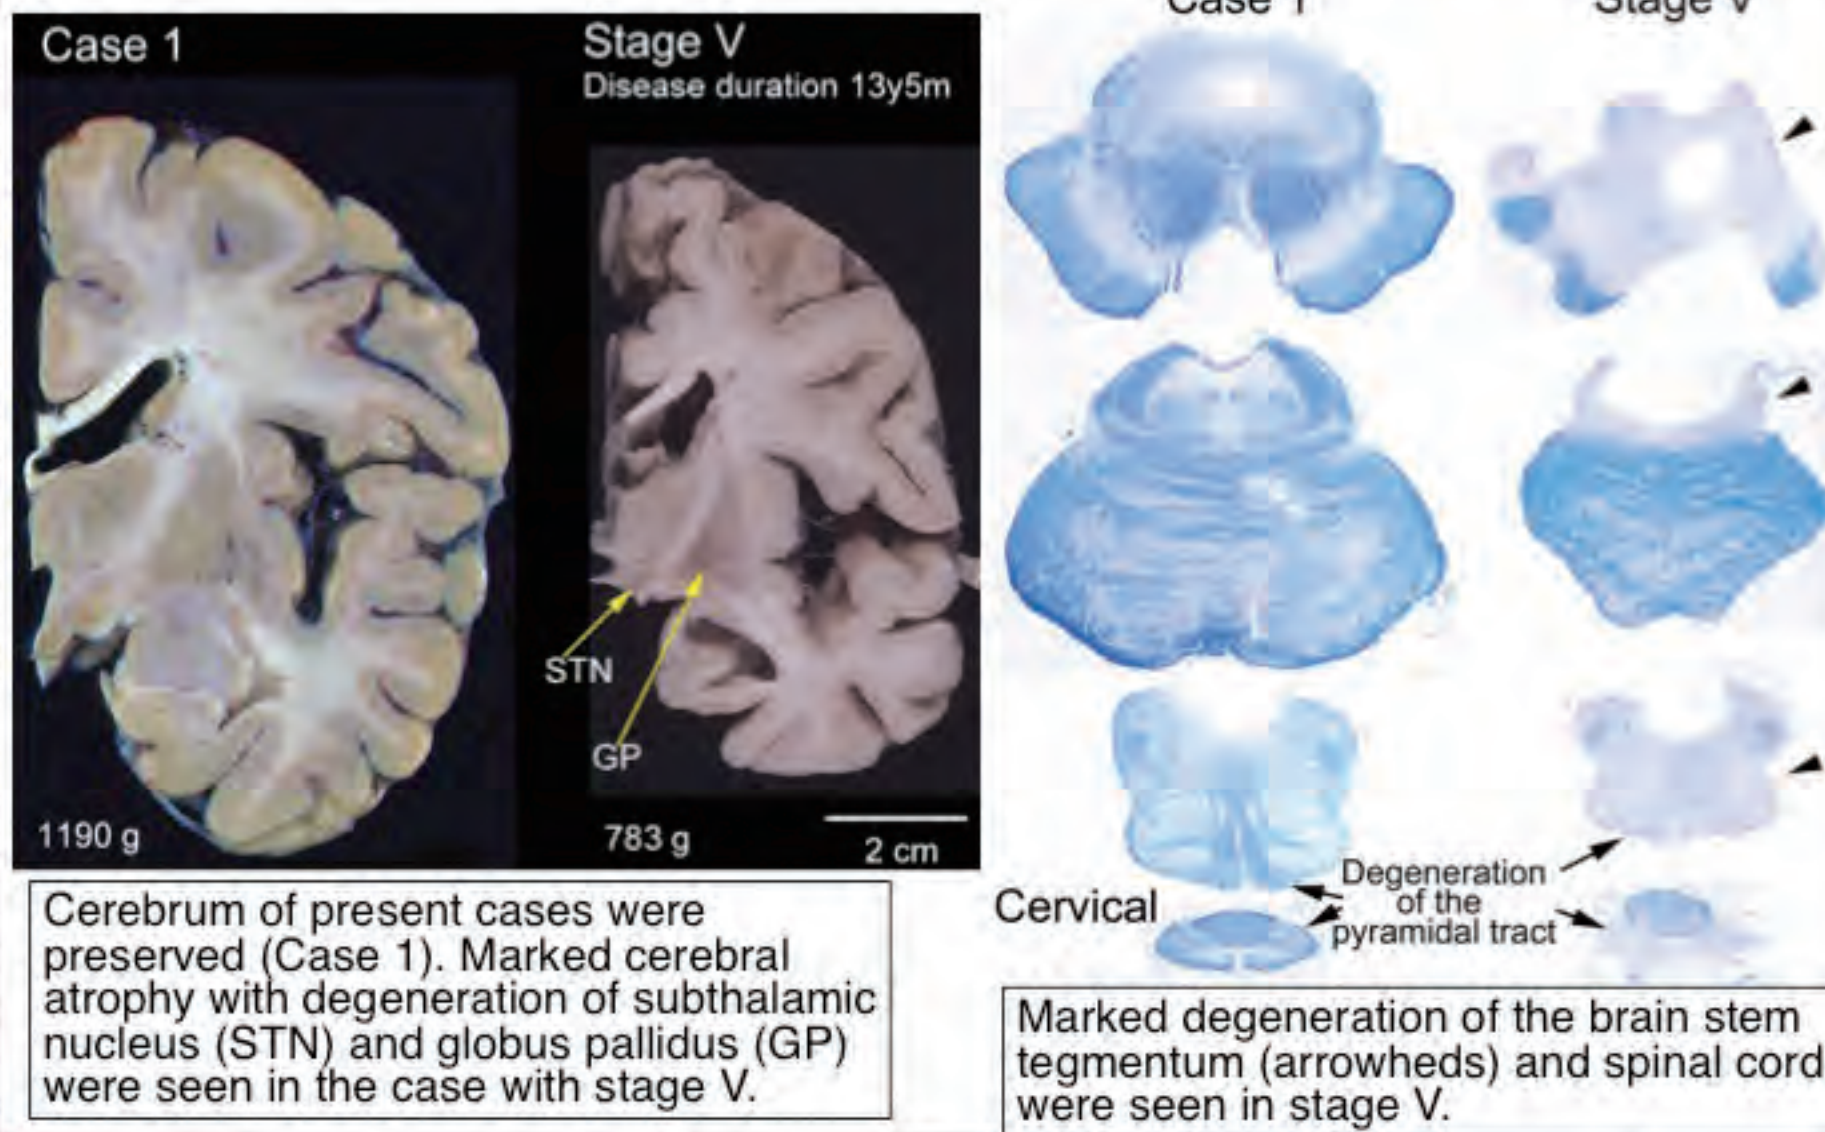 Case 1
Stage V
Disease duration 13y5m
STN
GP
1190 g
783 g
2 cm
Cerebrum of present cases were
preserved (Case 1). Marked cerebral
atrophy with degeneration of subthalamic
nucleus (STN) and globus pallidus (GP)
were seen in the case with stage V.
Case 1
Stage V
Cervical
Degeneration
of the
pyramidal tract
Marked degeneration of the brain stem
tegmentum (arrowheds) and spinal cord
were seen in stage V.